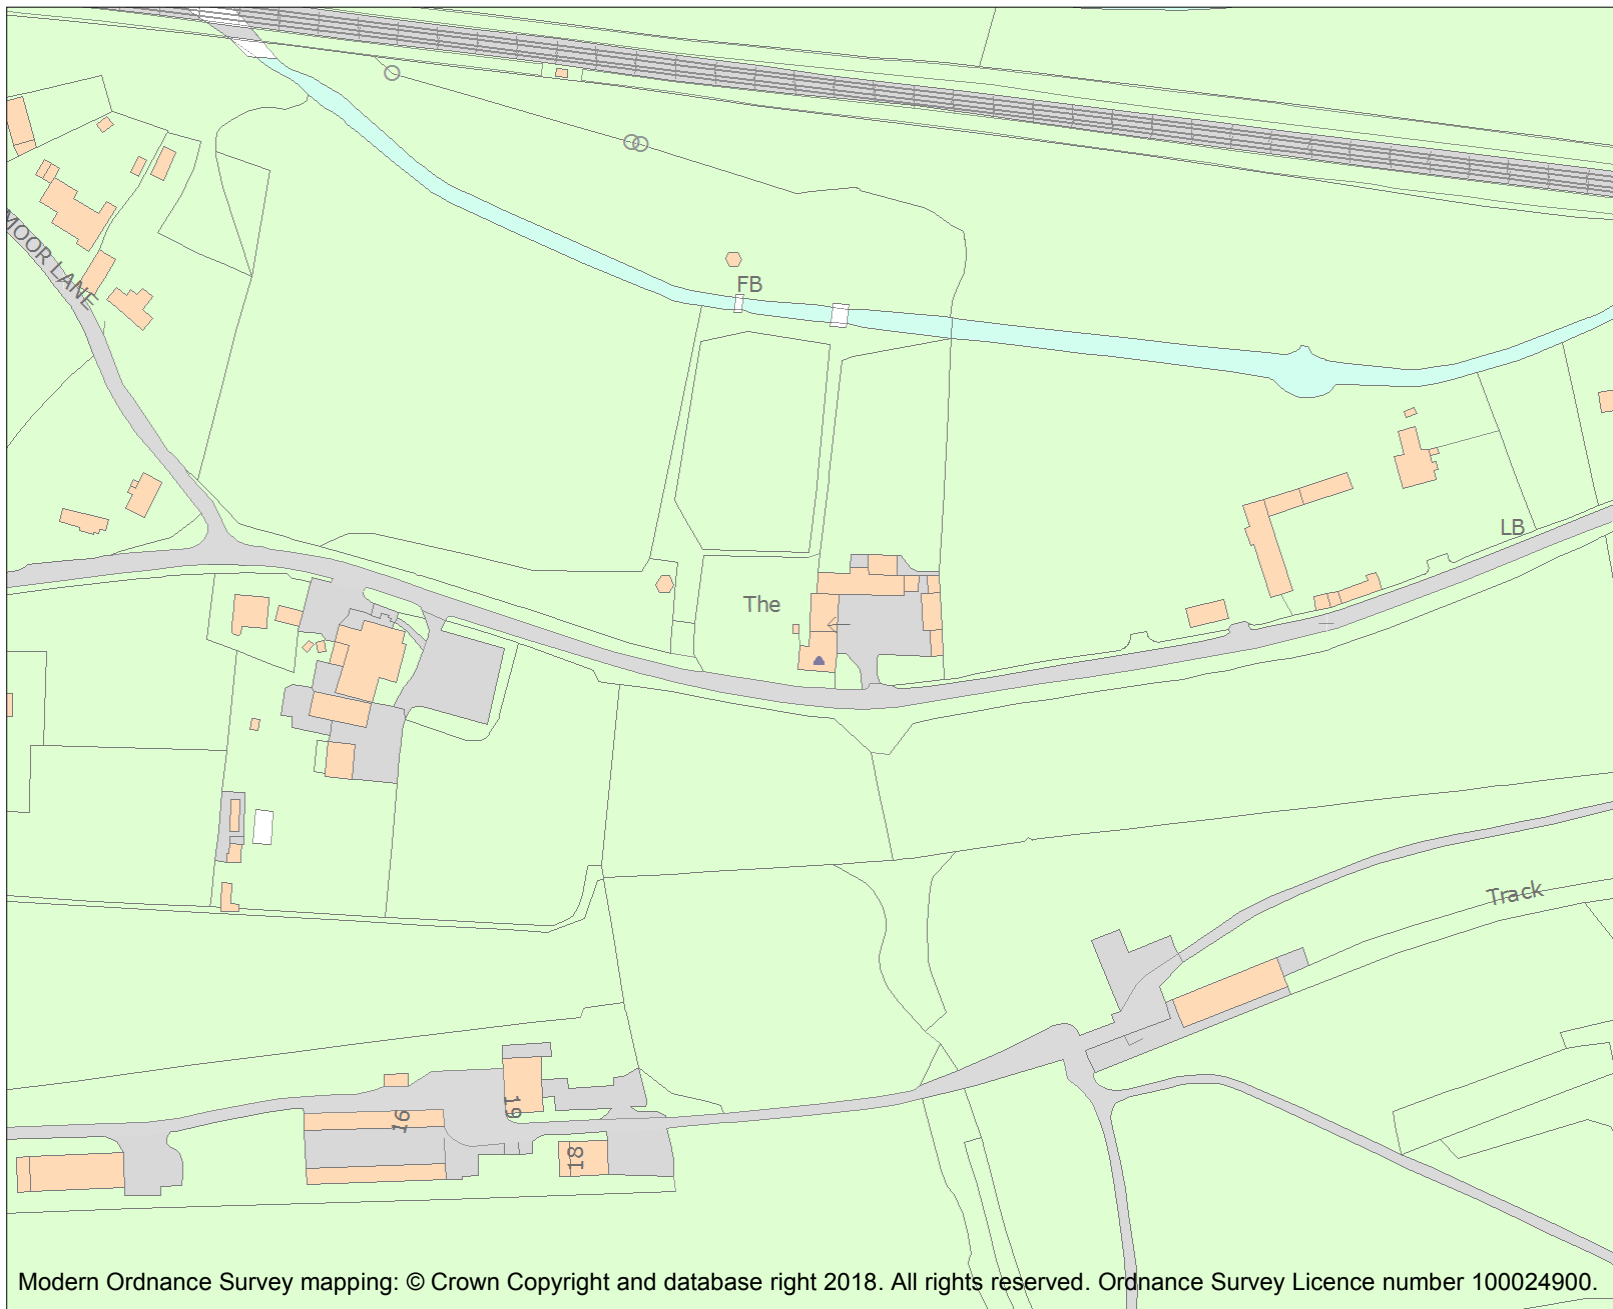 MOOR LANE
FB
LB
The
Track
19
16
18
Modern Ordnance Survey mapping: © Crown Copyright and database right 2018. All rights reserved. Ordnance Survey Licence number 100024900.